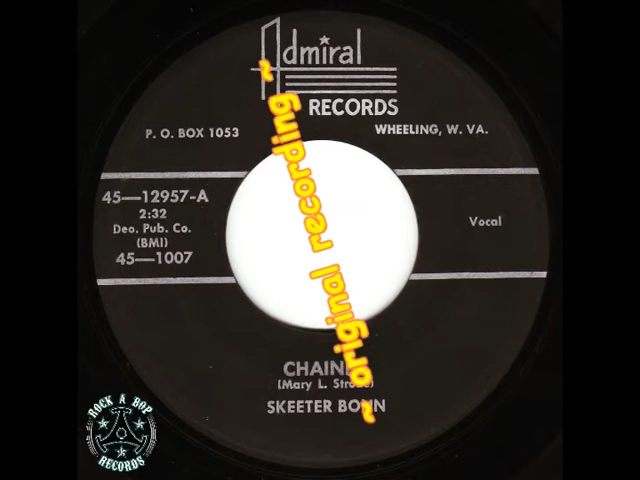 Admiral
RECORDS
P. O. BOX 1053
WHEELING, W. VA.
45—12957-A
2:32
Deo. Pub. Co.
(BMI)
45—1007
Vocal
~ original recording ~
(Mary L.
SKEETER
ROCK A BOP
RECORDS